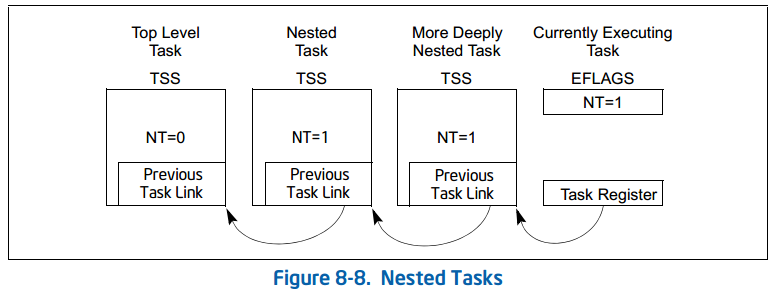 Top Level
Task
TSS
NT=0
Previous
Task Link
Nested
Task
TSS
NT=1
Previous
Task Link
More Deeply
Nested Task
TSS
NT=1
Previous
Task Link
Currently Executing
Task
EFLAGS
NT=1
Task Register
Figure 8-8. Nested Tasks